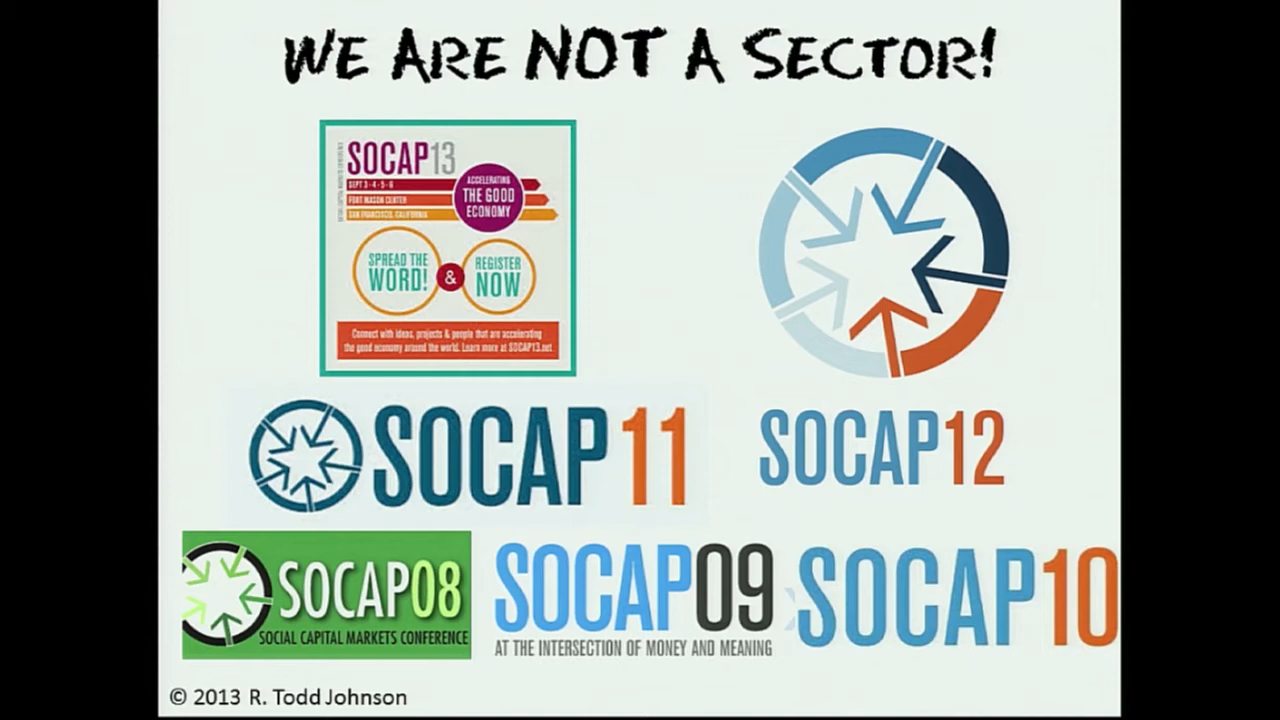 WE ARE NOT A SECTOR!
SOCAP13
SEPT 3-4-5-6
FORT MASON CENTER
SAN FRANCISCO, CALIFORNIA
ACCELERATING
THE GOOD
ECONOMY
SPREAD THE
WORD!
&
REGISTER
NOW
Connect with ideas, projects & people that are accelerating
the good economy around the world. Learn more at SOCAP13.net
SOCAP11
SOCAP12
SOCAP08
SOCIAL CAPITAL MARKETS CONFERENCE
SOCAP09
AT THE INTERSECTION OF MONEY AND MEANING
SOCAP10
© 2013 R. Todd Johnson